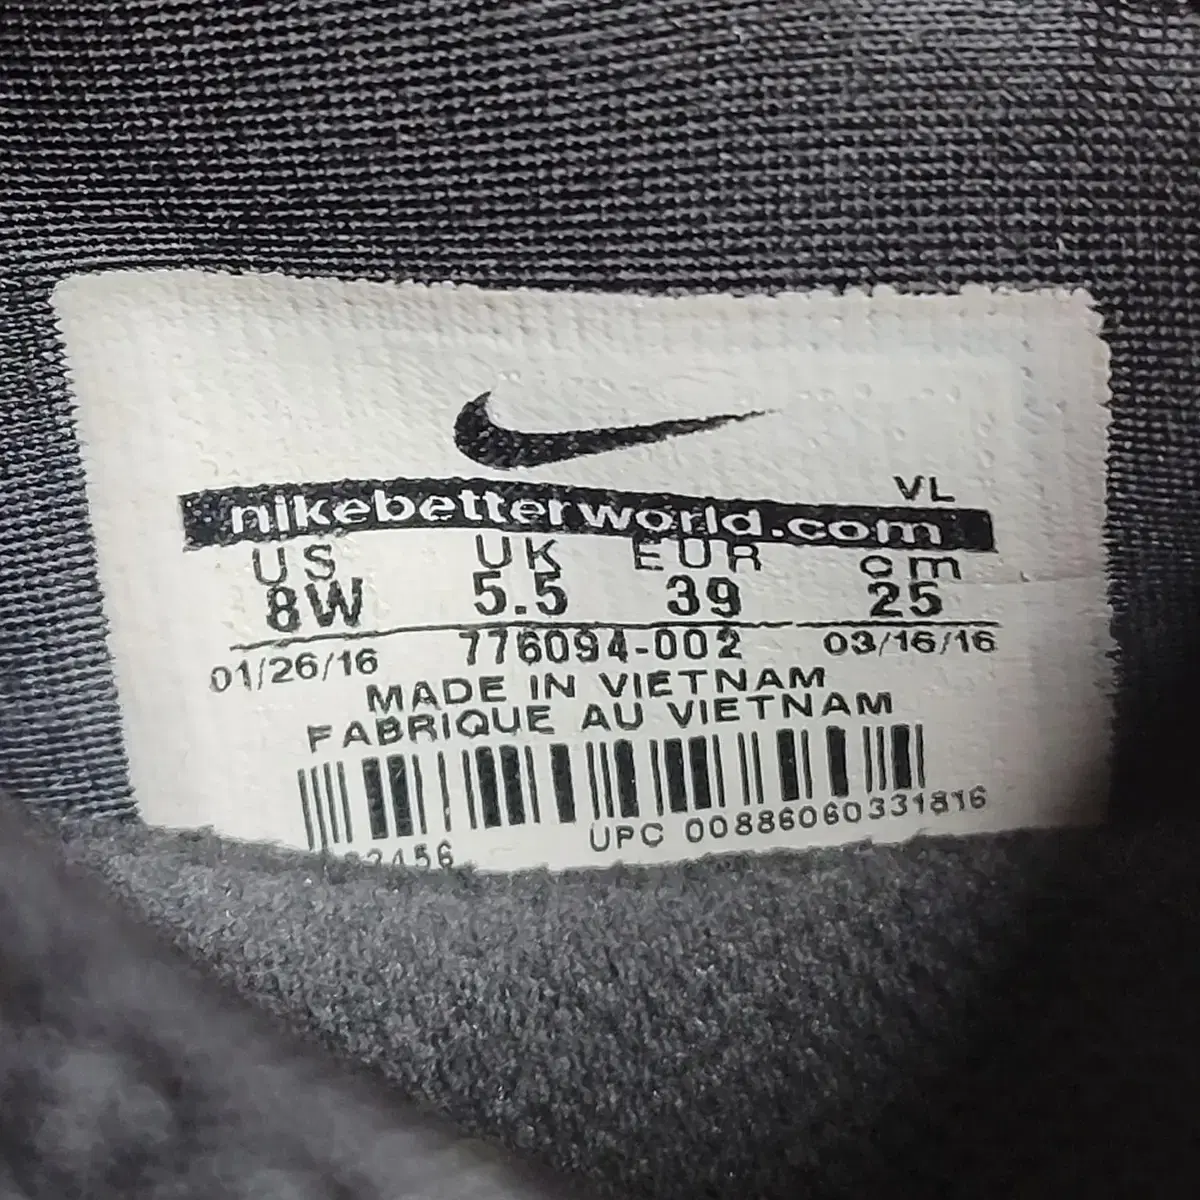 VL
nikebetterworld.com
US UK EUR cm
8W 5.5 39 25
01/26/16 776094-002 03/16/16
MADE IN VIETNAM
FABRIQUE AU VIETNAM
UPC 00886060331816